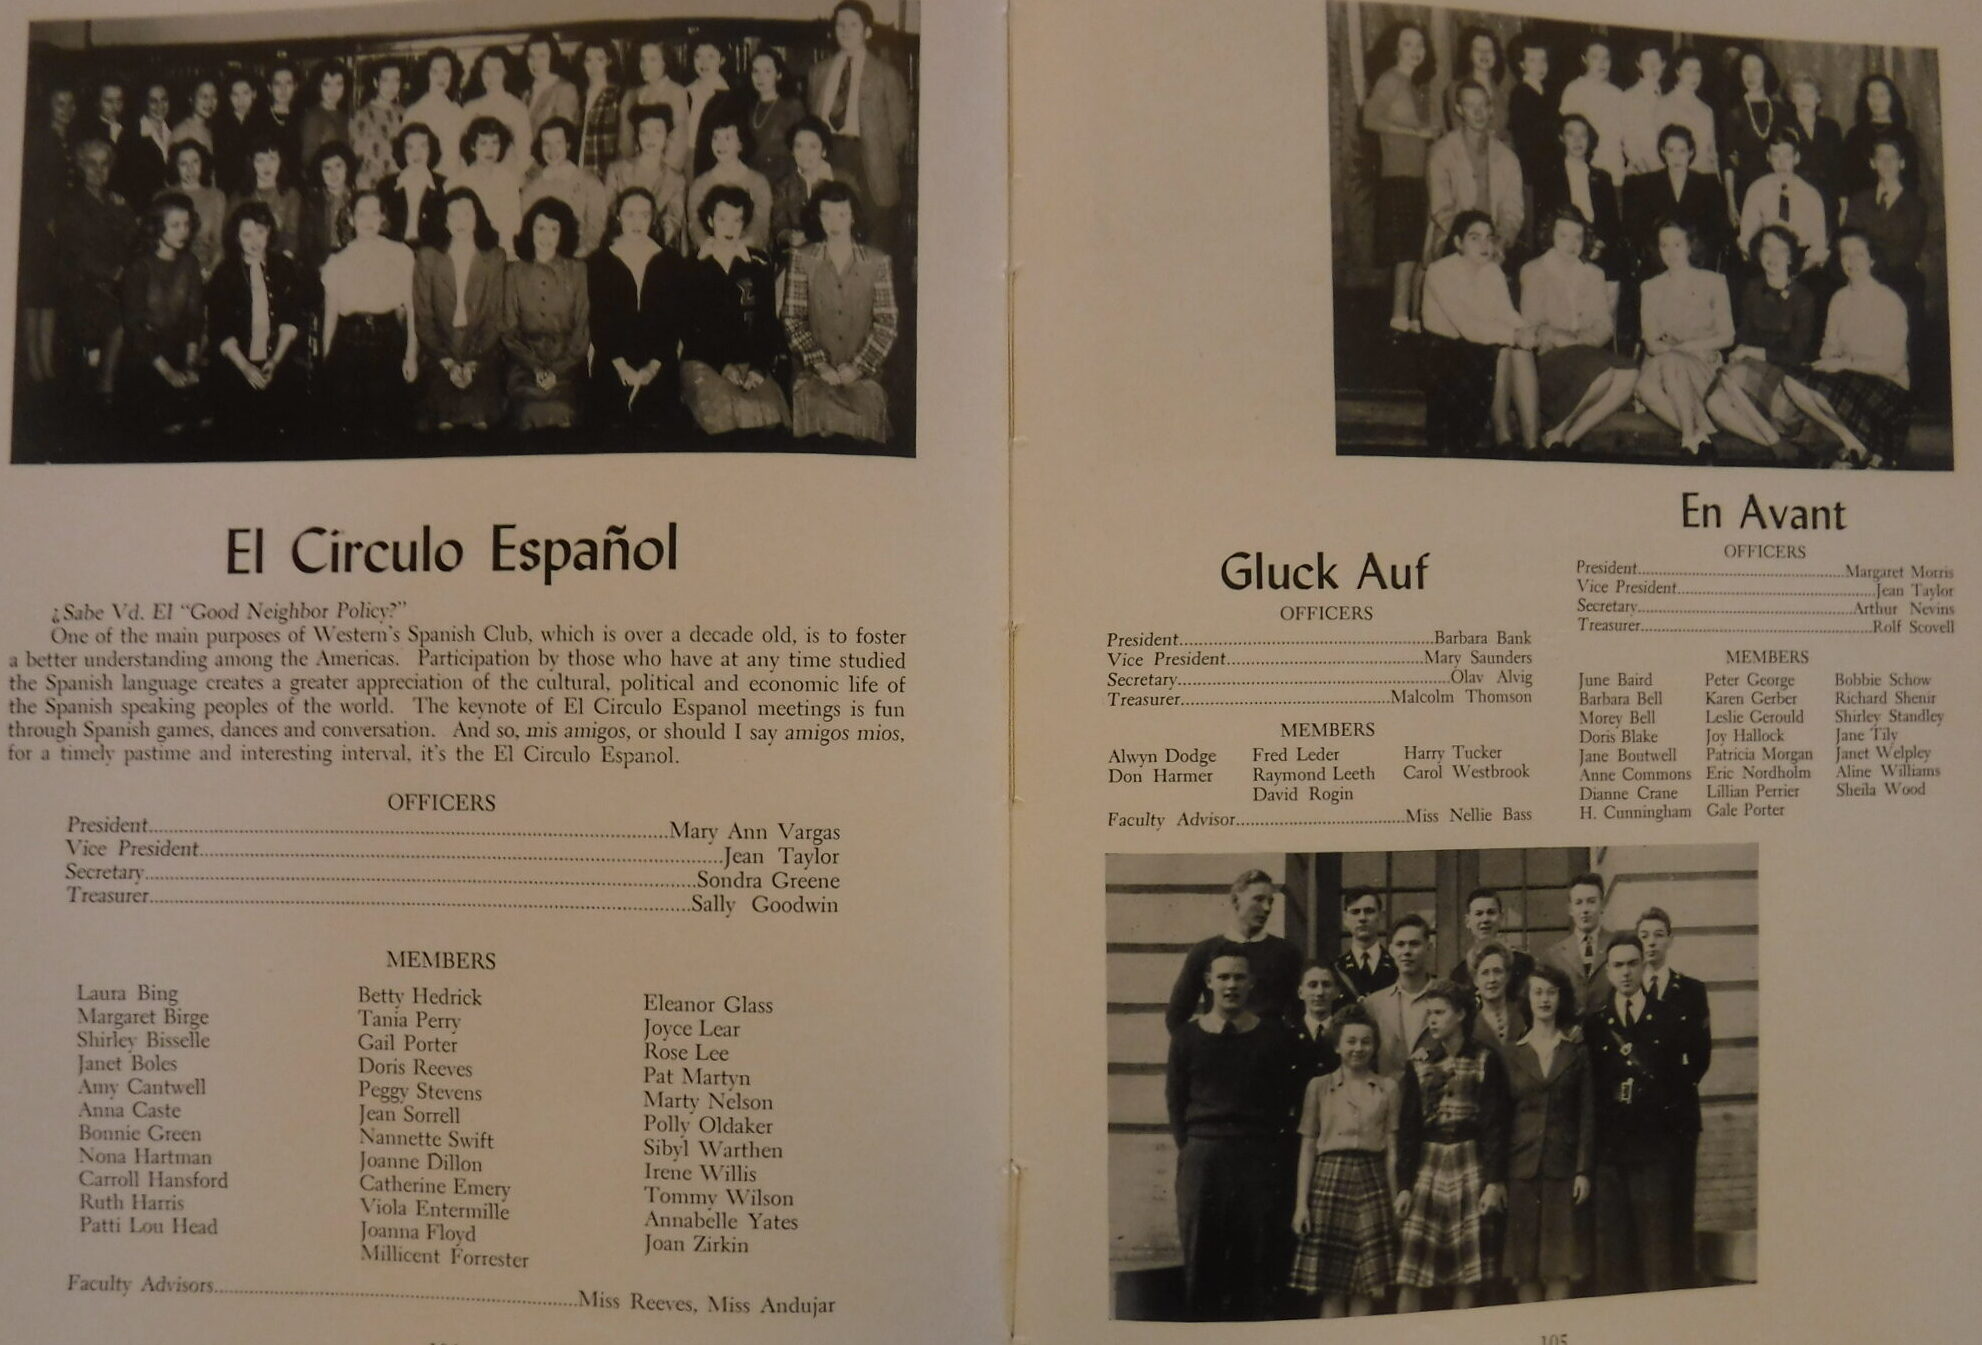 El Circulo Español
¿Sabe Vd. El "Good Neighbor Policy?"
One of the main purposes of Western's Spanish Club, which is over a decade old, is to foster
a better understanding among the Americas. Participation by those who have at any time studied
the Spanish language creates a greater appreciation of the cultural, political and economic life of
the Spanish speaking peoples of the world. The keynote of El Circulo Espanol meetings is fun
through Spanish games, dances and conversation. And so, mis amigos, or should I say amigos mios,
for a timely pastime and interesting interval, it's the El Circulo Espanol.
OFFICERS
President Mary Ann Vargas
Vice President Jean Taylor
Secretary Sondra Greene
Treasurer Sally Goodwin
MEMBERS
Laura Bing
Margaret Birge
Shirley Bisselle
Janet Boles
Amy Cantwell
Anna Caste
Bonnie Green
Nona Hartman
Carroll Hansford
Ruth Harris
Patti Lou Head
Betty Hedrick
Tania Perry
Gail Porter
Doris Reeves
Peggy Stevens
Jean Sorrell
Nannette Swift
Joanne Dillon
Catherine Emery
Viola Entermille
Joanna Floyd
Millicent Forrester
Eleanor Glass
Joyce Lear
Rose Lee
Pat Martyn
Marty Nelson
Polly Oldaker
Sibyl Warthen
Irene Willis
Tommy Wilson
Annabelle Yates
Joan Zirkin
Faculty Advisors Miss Reeves, Miss Andujar
Gluck Auf
OFFICERS
President Barbara Bank
Vice President Mary Saunders
Secretary Olav Alvig
Treasurer Malcolm Thomson
MEMBERS
Alwyn Dodge
Don Harmer
Fred Leder
Raymond Leeth
David Rogin
Harry Tucker
Carol Westbrook
Faculty Advisor Miss Nellie Bass
En Avant
OFFICERS
President Margaret Morris
Vice President Jean Taylor
Secretary Arthur Nevins
Treasurer Rolf Scovell
MEMBERS
June Baird
Barbara Bell
Morey Bell
Doris Blake
Jane Boutwell
Anne Commons
Dianne Crane
H. Cunningham
Peter George
Karen Gerber
Leslie Gerould
Joy Hallock
Patricia Morgan
Eric Nordholm
Lillian Perrier
Gale Porter
Bobbie Schow
Richard Shenir
Shirley Standley
Jane Tily
Janet Welpley
Aline Williams
Sheila Wood
105